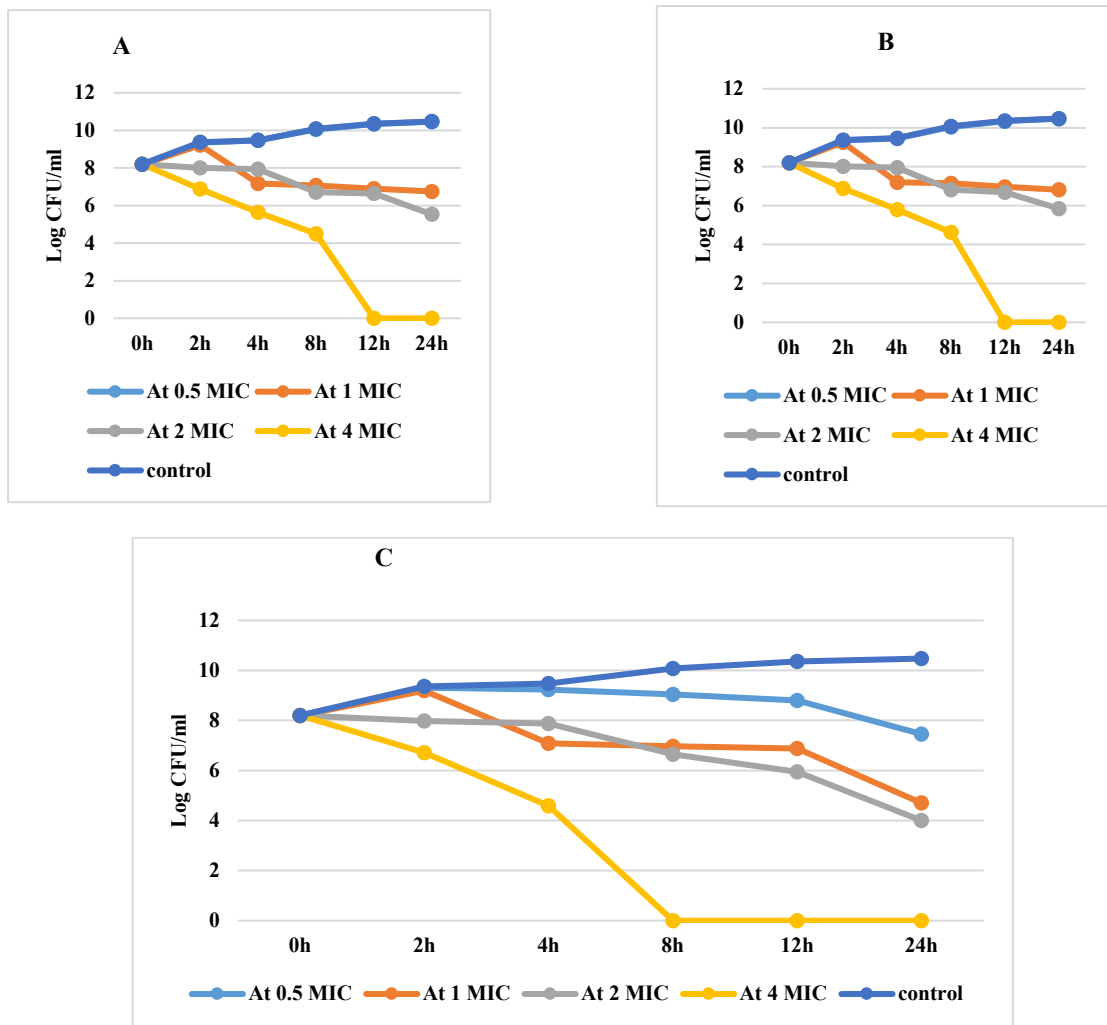 A
Log CFU/ml
12
10
8
6
4
2
0
0h 2h 4h 8h 12h 24h
At 0.5 MIC At 1 MIC
At 2 MIC At 4 MIC
control
B
Log CFU/ml
12
10
8
6
4
2
0
0h 2h 4h 8h 12h 24h
At 0.5 MIC At 1 MIC
At 2 MIC At 4 MIC
control
C
Log CFU/ml
12
10
8
6
4
2
0
0h 2h 4h 8h 12h 24h
At 0.5 MIC At 1 MIC At 2 MIC At 4 MIC control